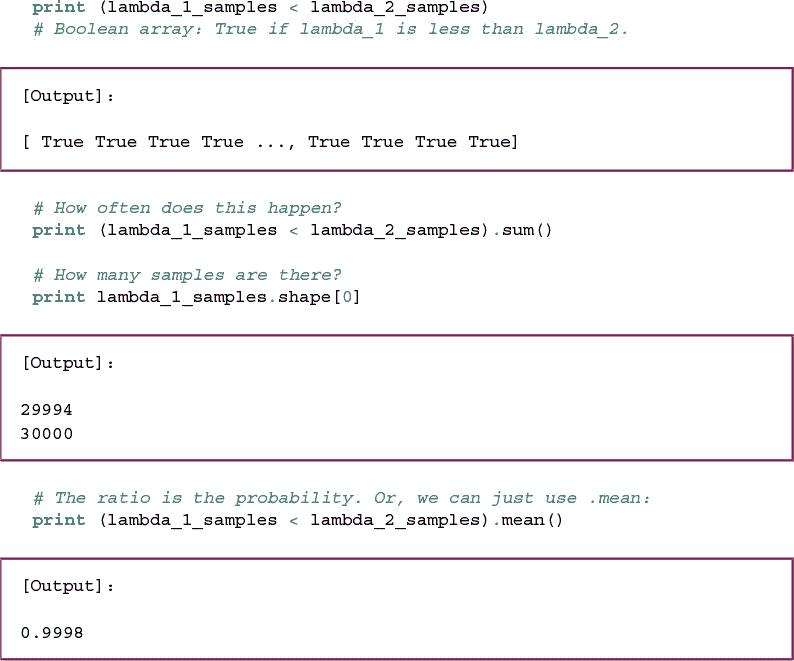 print (lambda_1_samples < lambda_2_samples)
# Boolean array: True if lambda_1 is less than lambda_2.
[Output]:
[ True True True True ..., True True True True]
# How often does this happen?
print (lambda_1_samples < lambda_2_samples).sum()
# How many samples are there?
print lambda_1_samples.shape[0]
[Output]:
29994
30000
# The ratio is the probability. Or, we can just use .mean:
print (lambda_1_samples < lambda_2_samples).mean()
[Output]:
0.9998